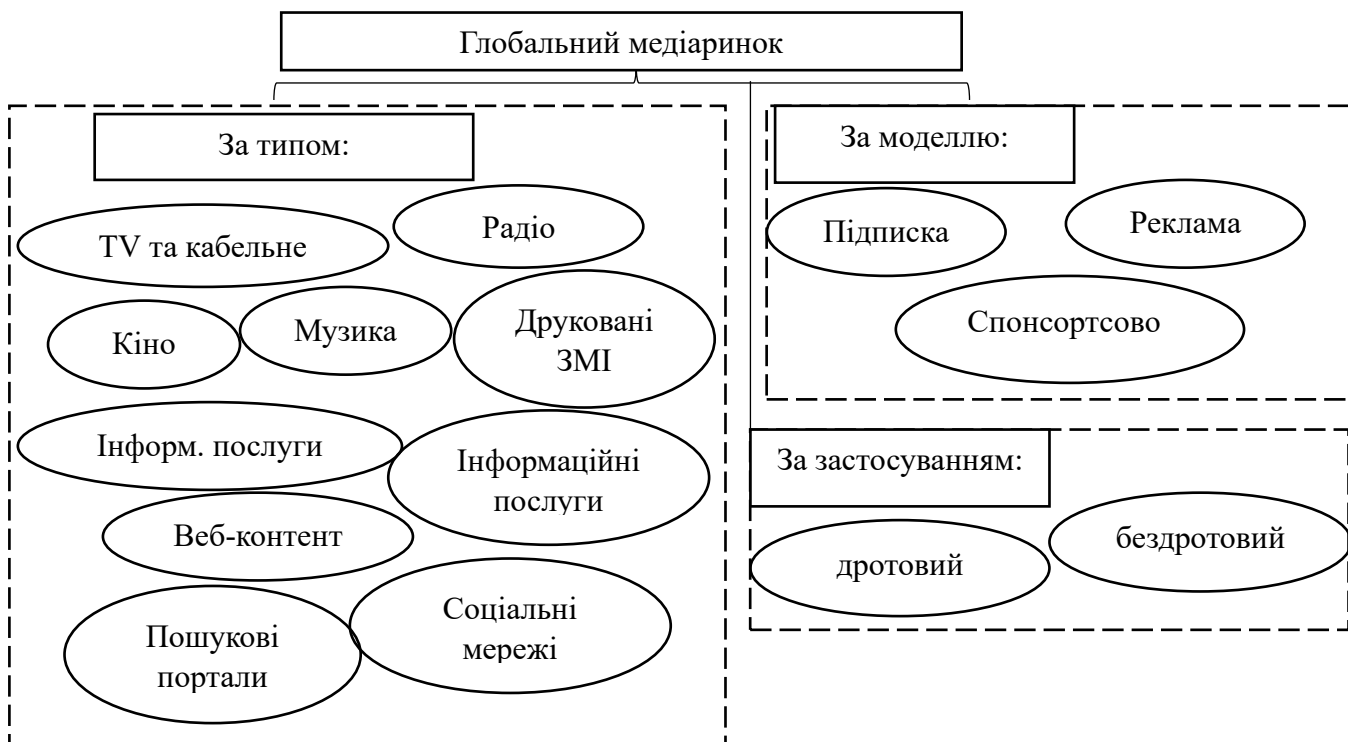 Глобальний медіаринок
За типом:
TV та кабельне
Радіо
Кіно
Музика
Друковані
ЗМІ
Інформ. послуги
Інформаційні
послуги
Веб-контент
Пошукові
портали
Соціальні
мережі
За моделлю:
Підписка
Реклама
Спонсортсово
За застосуванням:
дротовий
бездротовий